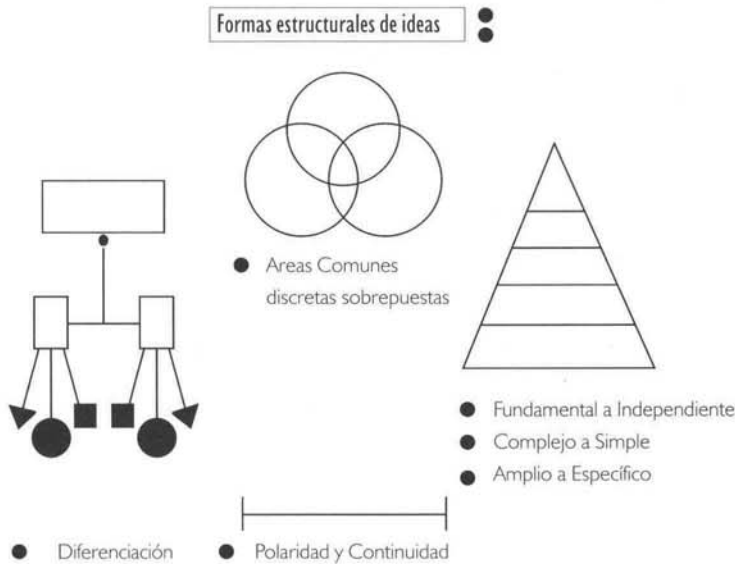 Formas estructurales de ideas
Areas Comunes
discretas sobrepuestas
Fundamental a Independiente
Complejo a Simple
Amplio a Específico
Diferenciación
Polaridad y Continuidad